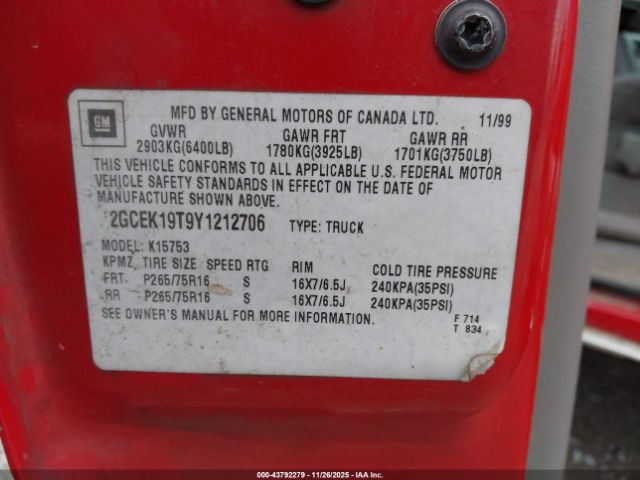 GM
MFD BY GENERAL MOTORS OF CANADA LTD. 11/99
GVWR GAWR FRT GAWR RR
2903KG(6400LB) 1780KG(3925LB) 1701KG(3750LB)
THIS VEHICLE CONFORMS TO ALL APPLICABLE U.S. FEDERAL MOTOR
VEHICLE SAFETY STANDARDS IN EFFECT ON THE DATE OF
MANUFACTURE SHOWN ABOVE.
2GCEK19T9Y1212706 TYPE: TRUCK
MODEL: K15753
KPMZ TIRE SIZE SPEED RTG RIM COLD TIRE PRESSURE
FRT- P265/75R16 S 16X7/6.5J 240KPA(35PSI)
RR - P265/75R16 S 16X7/6.5J 240KPA(35PSI)
SEE OWNER'S MANUAL FOR MORE INFORMATION.
F 714
T 834
000-43792279 | 11/26/2025 | IAA Holdings, LLC